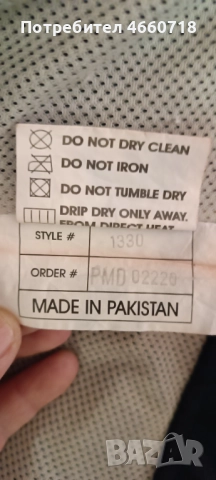 Потребител 4660718
DO NOT DRY CLEAN
DO NOT IRON
DO NOT TUMBLE DRY
DRIP DRY ONLY AWAY.
FROM DIRECT HEAT
STYLE # 1330
ORDER # PMD 02220
MADE IN PAKISTAN
BAZAR